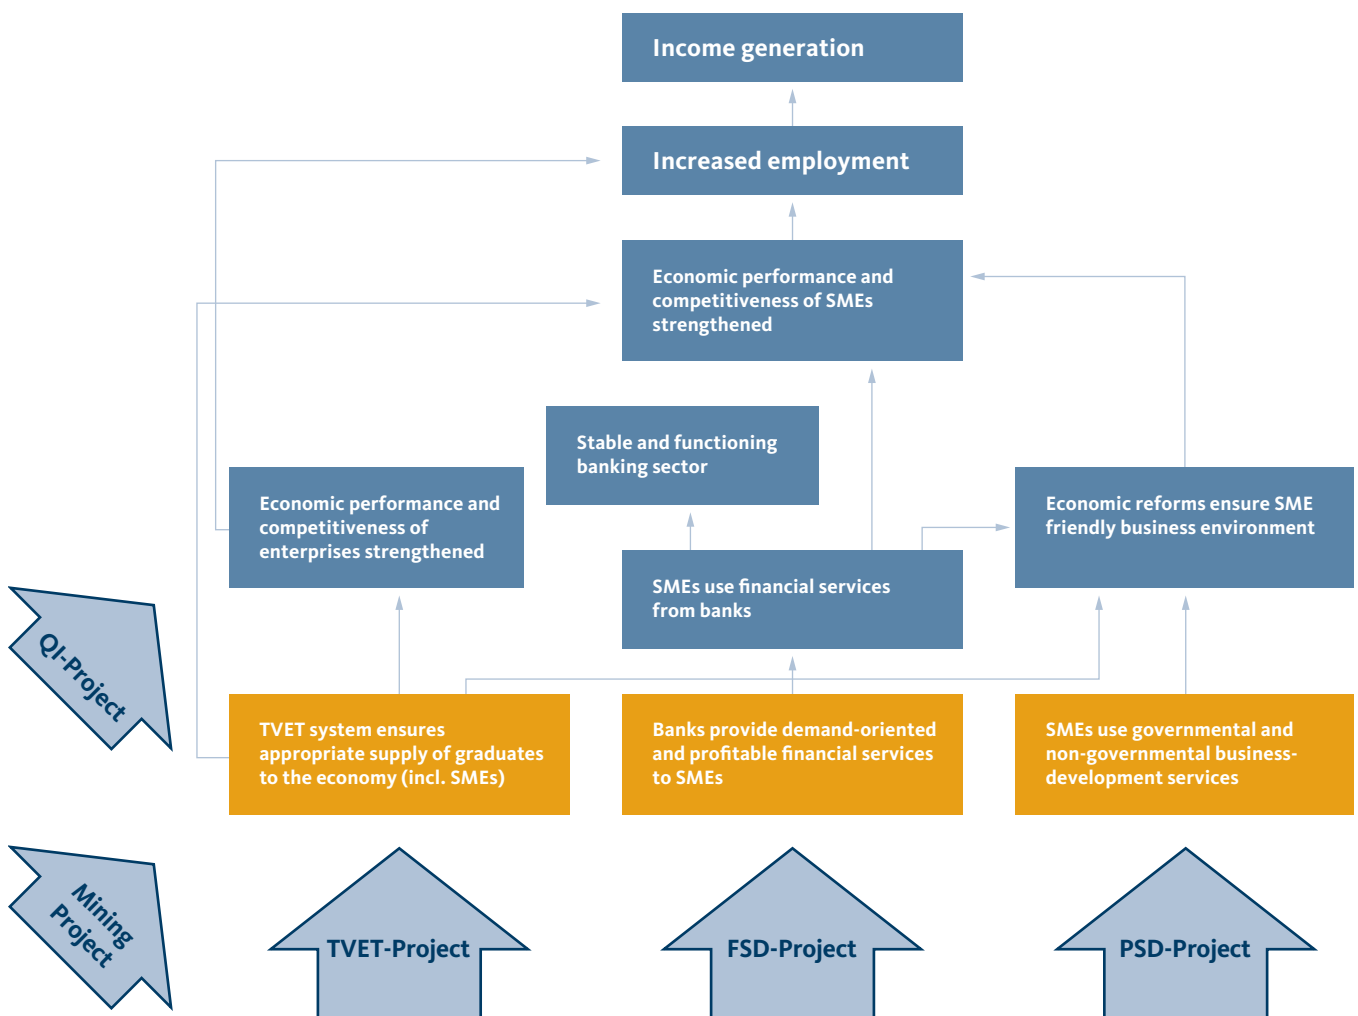 Income generation
Increased employment
Economic performance and
competitiveness of SMEs
strengthened
Stable and functioning
banking sector
Economic performance and
competitiveness of
enterprises strengthened
Economic reforms ensure SME
friendly business environment
SMEs use financial services
from banks
QI-Project
TVET system ensures
appropriate supply of graduates
to the economy (incl. SMEs)
Banks provide demand-oriented
and profitable financial services
to SMEs
SMEs use governmental and
non-governmental business-
development services
Mining
Project
TVET-Project
FSD-Project
PSD-Project